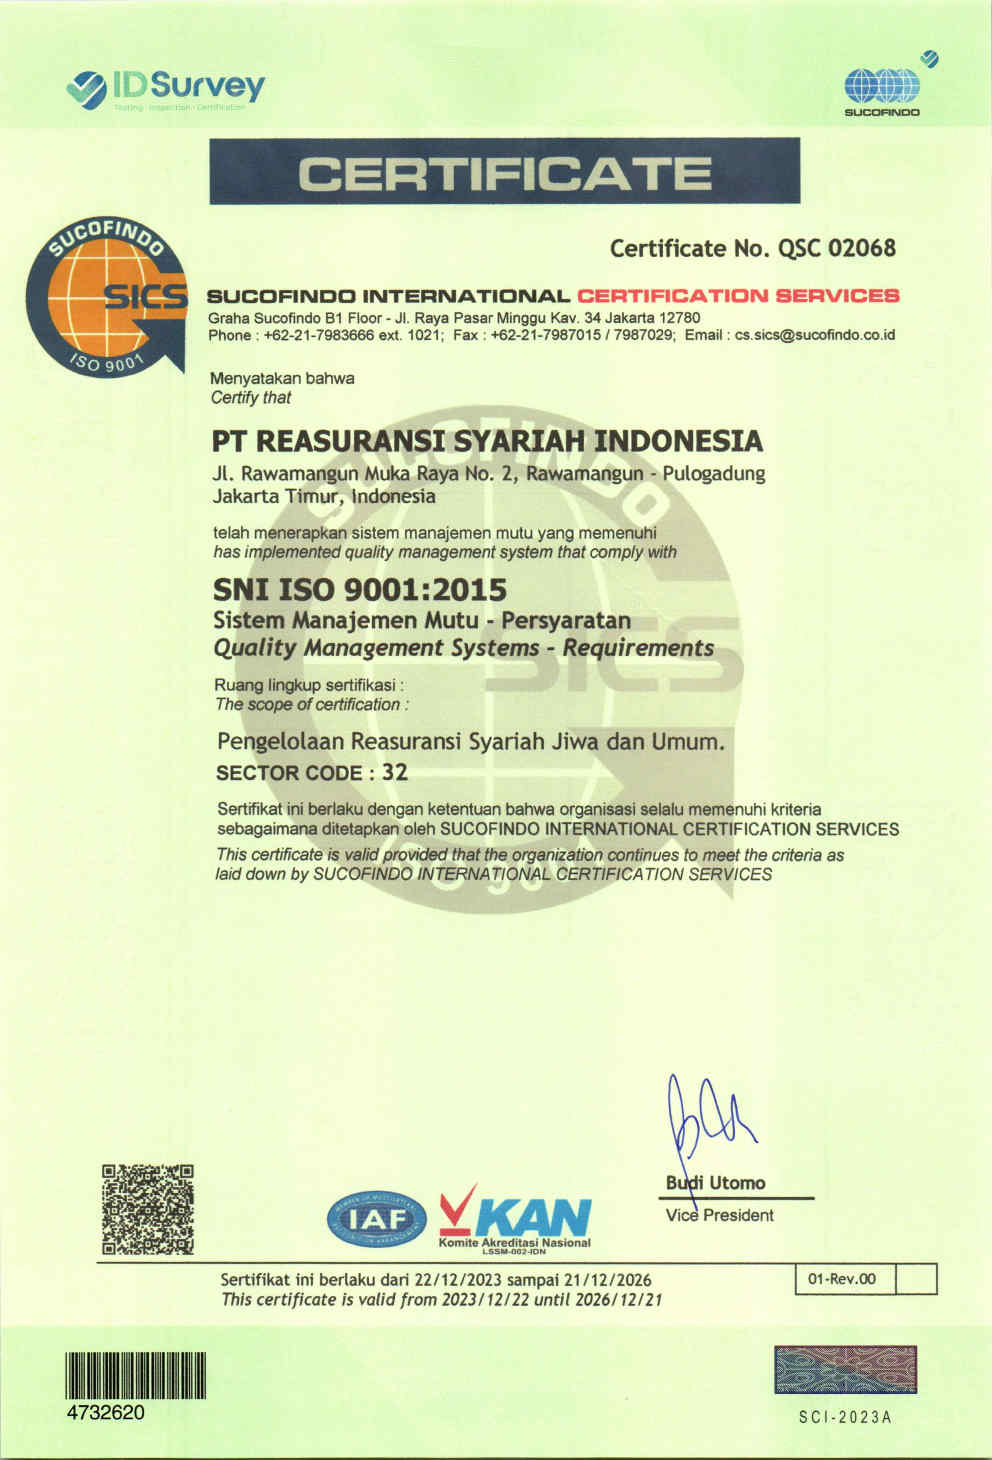 IDSurvey
Testing · Inspection · Certification
SUCOFINDO
CERTIFICATE
Certificate No. QSC 02068
SUCOFINDO
SICS
ISO 9001
SUCOFINDO INTERNATIONAL CERTIFICATION SERVICES
Graha Sucofindo B1 Floor - Jl. Raya Pasar Minggu Kav. 34 Jakarta 12780
Phone : +62-21-7983666 ext. 1021; Fax : +62-21-7987015 / 7987029; Email : cs.sics@sucofindo.co.id
Menyatakan bahwa
Certify that
PT REASURANSI SYARIAH INDONESIA
Jl. Rawamangun Muka Raya No. 2, Rawamangun - Pulogadung
Jakarta Timur, Indonesia
telah menerapkan sistem manajemen mutu yang memenuhi
has implemented quality management system that comply with
SNI ISO 9001:2015
Sistem Manajemen Mutu - Persyaratan
Quality Management Systems - Requirements
Ruang lingkup sertifikasi :
The scope of certification :
Pengelolaan Reasuransi Syariah Jiwa dan Umum.
SECTOR CODE : 32
Sertifikat ini berlaku dengan ketentuan bahwa organisasi selalu memenuhi kriteria
sebagaimana ditetapkan oleh SUCOFINDO INTERNATIONAL CERTIFICATION SERVICES
This certificate is valid provided that the organization continues to meet the criteria as
laid down by SUCOFINDO INTERNATIONAL CERTIFICATION SERVICES
SUCOFINDO
SICS
ISO 9001
Budi Utomo
Vice President
IAF
KAN
Komite Akreditasi Nasional
LSSM-002-IDN
Sertifikat ini berlaku dari 22/12/2023 sampai 21/12/2026
This certificate is valid from 2023/12/22 until 2026/12/21
01-Rev.00
4732620
SCI-2023A